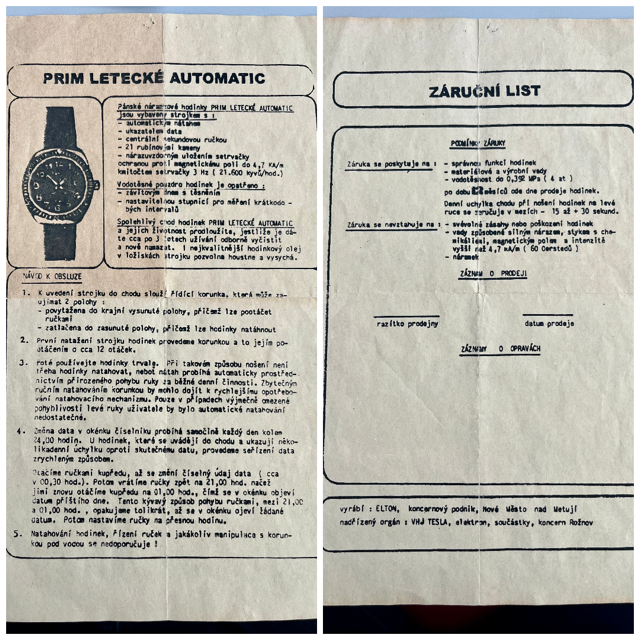 PRIM LETECKÉ AUTOMATIC
Pánské nárazové hodinky PRIM LETECKÉ AUTOMATIC
jsou vybaveny strojkem s :
- automatickým nátahem
- ukazatelem data
- centrální sekundovou ručkou
- 21 rubínovými kameny
- nárazuvzdorným uložením setrvačky
ochranou proti magnetickému poli do 4,7 KA/m
kmitočtem setrvačky 3 Hz ( 21.600 kyvů/hod.)
Vodotěsné pouzdro hodinek je opatřeno :
- závitovým dnem s těsněním
- nastavitelnou stupnicí pro měření krátkodo -
bých intervalů
Spolehlivý chod hodinek PRIM LETECKÉ AUTOMATIC
a jejich životnost prodloužíte, jestliže je dá-
te cca po letech užívání odborně vyčistit
a nově namazat. I nejkvalitnější hodinkový olej
v ložiskách strojku pozvolna houstne a vysychá.
NÁVOD K OBSLUZE
1. K uvedení strojku do chodu slouží řídící korunka, která může za-
ujímat 2 polohy :
- povytažena do krajní vysunuté polohy, přičemž lze pootáčet
ručkami
- zatlačena do zasunuté polohy, přičemž lze hodinky natáhnout
2. První natažení strojku hodinek provedeme korunkou a to jejím po-
otáčením o cca 12 otáček.
3. Poté používejte hodinky trvale. Při takovém způsobu nošení není
třeba hodinky natahovat, neboť nátah probíhá automaticky prostřed-
nictvím přirozeného pohybu ruky za běžné denní činnosti. Zbytečným
ručním natahováním korunkou by mohlo dojít k rychlejšímu opotřebo-
vání natahovacího mechanizmu. Pouze v případech výjmečně omezené
pohyblivosti levé ruky uživatele by bylo automatické natahování
nedostatečné.
4. Změna data v okénku číselníku probíhá samočině každý den kolem
24,00 hodin. U hodinek, které se uvádějí do chodu a ukazují něko-
likadenní úchylku oproti skutečnému datu, provedeme seřízení data
zrychleným způsobem.
Otáčíme ručkami kupředu, až se změní číselný údaj data ( cca
v 00,30 hod.). Potom vrátíme ručky zpět na 21,00 hod. načež
jimi znovu otáčíme kupředu na 01,00 hod., čímž se v okénku objeví
datum příštího dne. Tento kývavý způsob pohybu ručkami, mezi 21,00
a 01,00 hod., opakujeme tolikrát, až se v okénku ojeví žádané
datum. Potom nastavíme ručky na přesnou hodinu.
5. Natahování hodinek, řízení ruček a jakákoliv manipulace s korun-
kou pod vodou se nedoporučuje !
ZÁRUČNÍ LIST
PODMÍNKY ZÁRUKY
Záruka se poskytuje na : - správnou funkci hodinek
- materiálové a výrobní vady
- vodotěsnost do 0,392 MPa ( 4 at )
po dobu měsíců ode dne prodeje hodinek.
Denní úchylka chodu při nošení hodinek na levé
ruce se zaručuje v mezích - 15 až + 30 sekund.
Záruka se nevztahuje na : - svévolné zásahy nebo poškození hodinek
- vady způsobené silným nárazem, stykem s che-
mikáliemi, magnetickým polem s intenzitě
vyšší než 4,7 mA/m ( 60 Oerstedů )
- náramek
ZÁZNAM O PRODEJI
razítko prodejny datum prodeje
ZÁZNAMY O OPRAVÁCH
vyrábí : ELTON, koncernový podnik, Nové Město nad Metují
nadřízený orgán : VHJ TESLA, elektron, součástky, koncern Rožnov